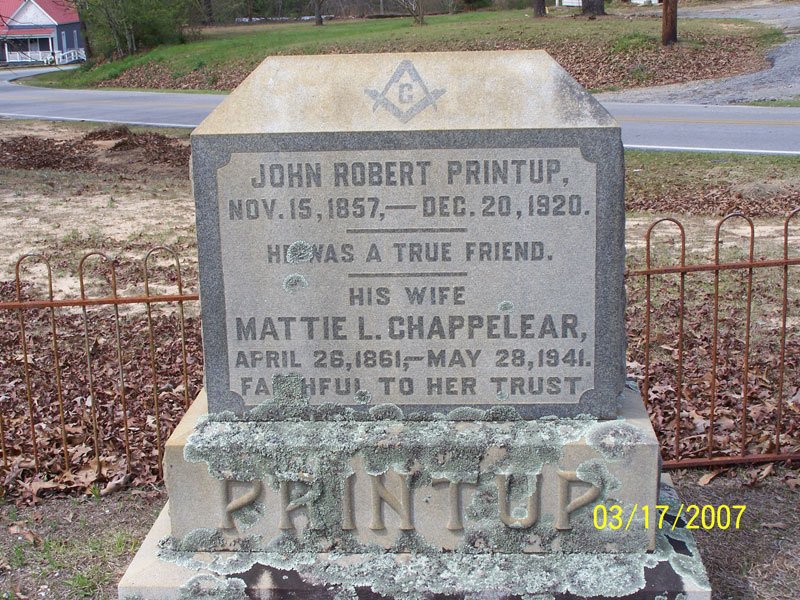 G
JOHN ROBERT PRINTUP,
NOV. 15, 1857,— DEC. 20, 1920.
HE WAS A TRUE FRIEND.
HIS WIFE
MATTIE L. CHAPPELEAR,
APRIL 26, 1861,— MAY 28, 1941.
FAITHFUL TO HER TRUST
PRINTUP
03/17/2007